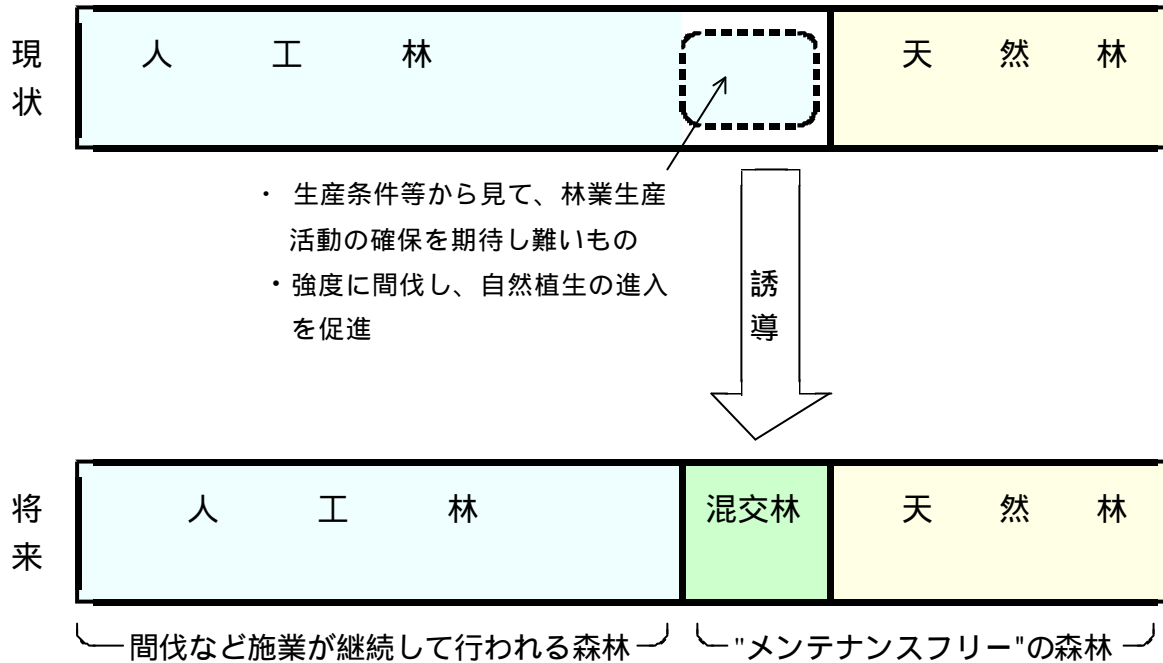 現状
人工林
天然林
・ 生産条件等から見て、林業生産
活動の確保を期待し難いもの
・強度に間伐し、自然植生の進入
を促進
誘導
将来
人工林
混交林
天然林
間伐など施業が継続して行われる森林
"メンテナンスフリー"の森林